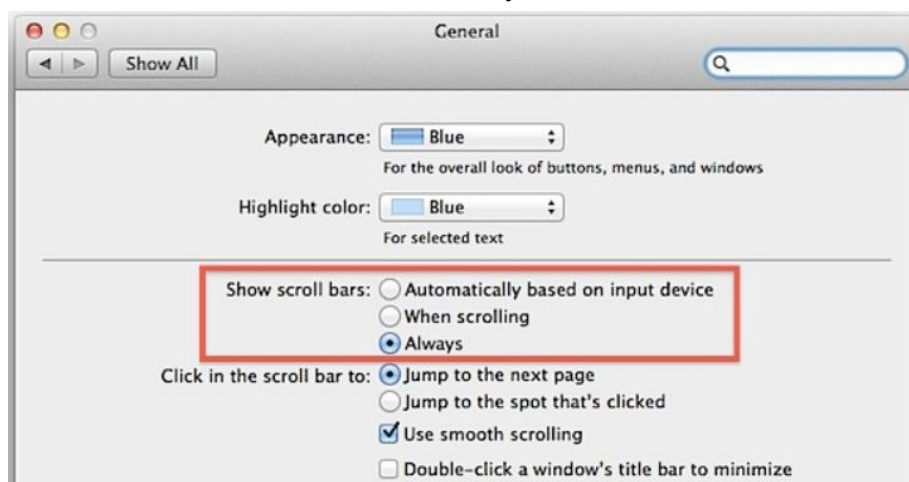 General
Show All
Appearance: Blue
For the overall look of buttons, menus, and windows
Highlight color: Blue
For selected text
Show scroll bars: Automatically based on input device
When scrolling
Always
Click in the scroll bar to: Jump to the next page
Jump to the spot that's clicked
Use smooth scrolling
Double-click a window's title bar to minimize